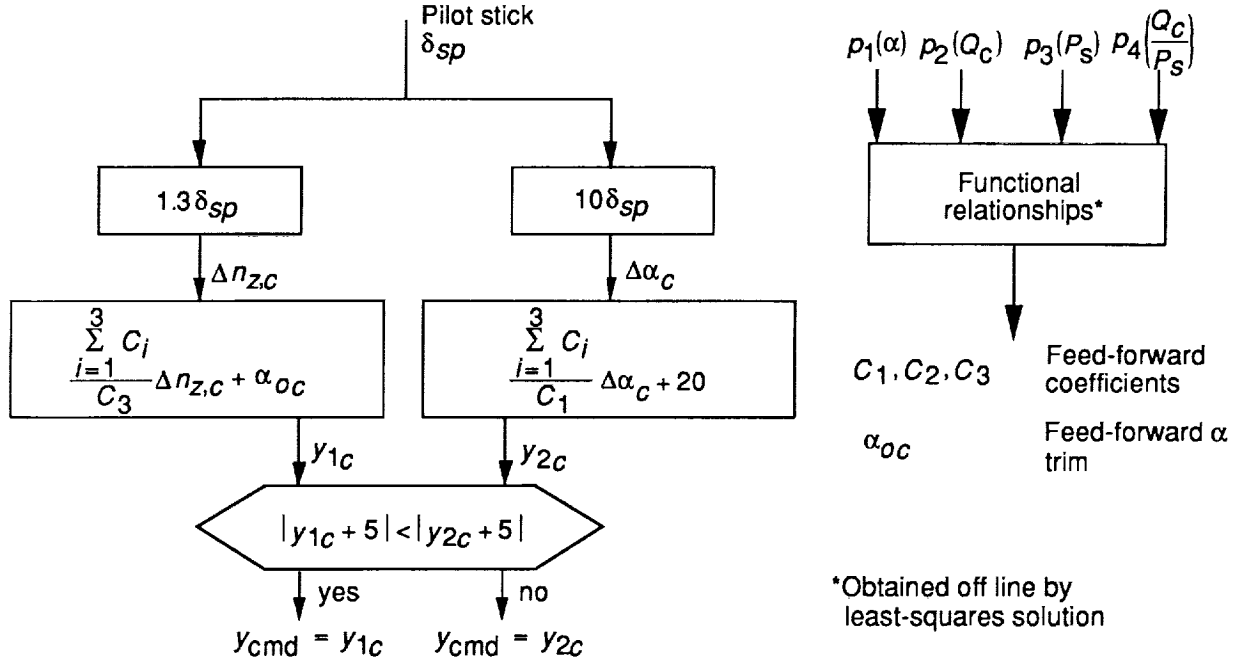 Pilot stick
δsp
1.3δsp
10δsp
Δnz,c
Δαc
3
Σ Ci
i=1
C3
Δnz,c + αoc
3
Σ Ci
i=1
C1
Δαc + 20
y1c
y2c
|y1c + 5| < |y2c + 5|
yes
no
ycmd = y1c
ycmd = y2c
p1(α) p2(Qc) p3(Ps) p4(Qc/Ps)
Functional
relationships*
C1, C2, C3
Feed-forward
coefficients
αoc
Feed-forward α
trim
*Obtained off line by
least-squares solution